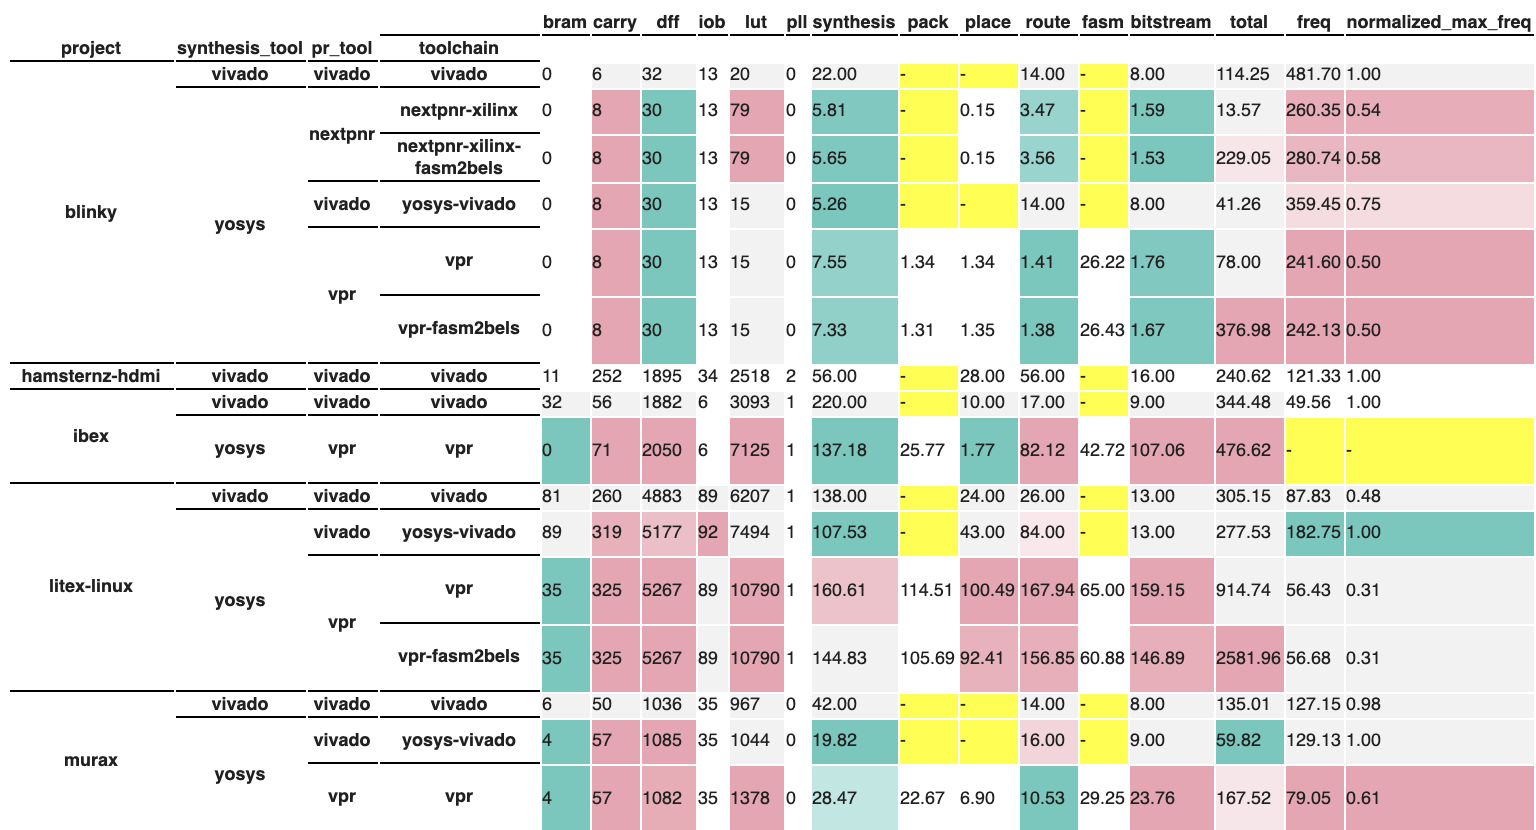 bram carry dff iob lut pll synthesis pack place route fasm bitstream total freq normalized_max_freq
project synthesis_tool pr_tool toolchain
vivado vivado vivado 0 6 32 13 20 0 22.00 - - 14.00 - 8.00 114.25 481.70 1.00
nextpnr-xilinx 0 8 30 13 79 0 5.81 - 0.15 3.47 - 1.59 13.57 260.35 0.54
nextpnr
nextpnr-xilinx-
fasm2bels 0 8 30 13 79 0 5.65 - 0.15 3.56 - 1.53 229.05 280.74 0.58
blinky yosys vivado yosys-vivado 0 8 30 13 15 0 5.26 - - 14.00 - 8.00 41.26 359.45 0.75
vpr 0 8 30 13 15 0 7.55 1.34 1.34 1.41 26.22 1.76 78.00 241.60 0.50
vpr
vpr-fasm2bels 0 8 30 13 15 0 7.33 1.31 1.35 1.38 26.43 1.67 376.98 242.13 0.50
hamsternz-hdmi vivado vivado vivado 11 252 1895 34 2518 2 56.00 - 28.00 56.00 - 16.00 240.62 121.33 1.00
vivado vivado vivado 32 56 1882 6 3093 1 220.00 - 10.00 17.00 - 9.00 344.48 49.56 1.00
ibex yosys vpr vpr 0 71 2050 6 7125 1 137.18 25.77 1.77 82.12 42.72 107.06 476.62 - -
vivado vivado vivado 81 260 4883 89 6207 1 138.00 - 24.00 26.00 - 13.00 305.15 87.83 0.48
vivado yosys-vivado 89 319 5177 92 7494 1 107.53 - 43.00 84.00 - 13.00 277.53 182.75 1.00
litex-linux yosys vpr 35 325 5267 89 10790 1 160.61 114.51 100.49 167.94 65.00 159.15 914.74 56.43 0.31
vpr
vpr-fasm2bels 35 325 5267 89 10790 1 144.83 105.69 92.41 156.85 60.88 146.89 2581.96 56.68 0.31
vivado vivado vivado 6 50 1036 35 967 0 42.00 - - 14.00 - 8.00 135.01 127.15 0.98
murax yosys vivado yosys-vivado 4 57 1085 35 1044 0 19.82 - - 16.00 - 9.00 59.82 129.13 1.00
vpr vpr 4 57 1082 35 1378 0 28.47 22.67 6.90 10.53 29.25 23.76 167.52 79.05 0.61